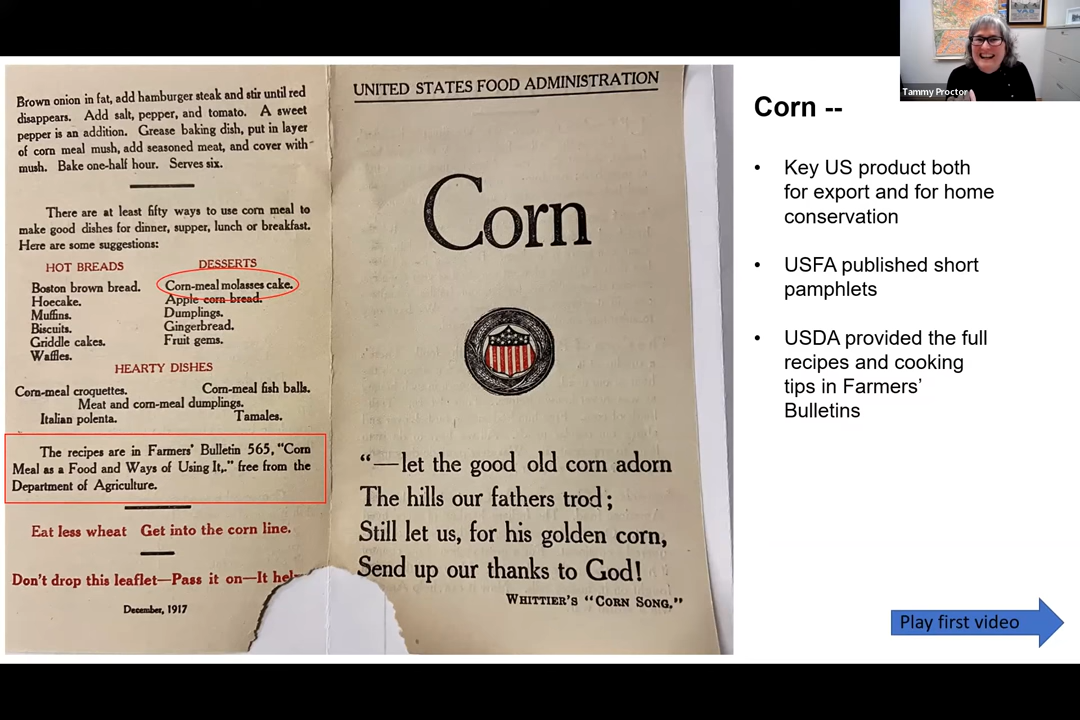 Brown onion in fat, add hamburger steak and stir until red
disappears. Add salt, pepper, and tomato. A sweet
pepper is an addition. Grease baking dish, put in layer
of corn meal mush, add seasoned meat, and cover with
mush. Bake one-half hour. Serves six.
There are at least fifty ways to use corn meal to
make good dishes for dinner, supper, lunch or breakfast.
Here are some suggestions:
HOT BREADS
Boston brown bread.
Hoecake.
Muffins.
Biscuits.
Griddle cakes.
Waffles.
DESSERTS
Corn-meal molasses cake.
Apple corn bread.
Dumplings.
Gingerbread.
Fruit gems.
HEARTY DISHES
Corn-meal croquettes. Corn-meal fish balls.
Meat and corn-meal dumplings.
Italian polenta. Tamales.
The recipes are in Farmers' Bulletin 565, "Corn
Meal as a Food and Ways of Using It,." free from the
Department of Agriculture.
Eat less wheat Get into the corn line.
Don't drop this leaflet—Pass it on—It hel
December, 1917
UNITED STATES FOOD ADMINISTRATION
Corn
"—let the good old corn adorn
The hills our fathers trod;
Still let us, for his golden corn,
Send up our thanks to God!
WHITTIER'S "CORN SONG,"
Tammy Proctor
Corn --
• Key US product both
for export and for home
conservation
• USFA published short
pamphlets
• USDA provided the full
recipes and cooking
tips in Farmers'
Bulletins
Play first video